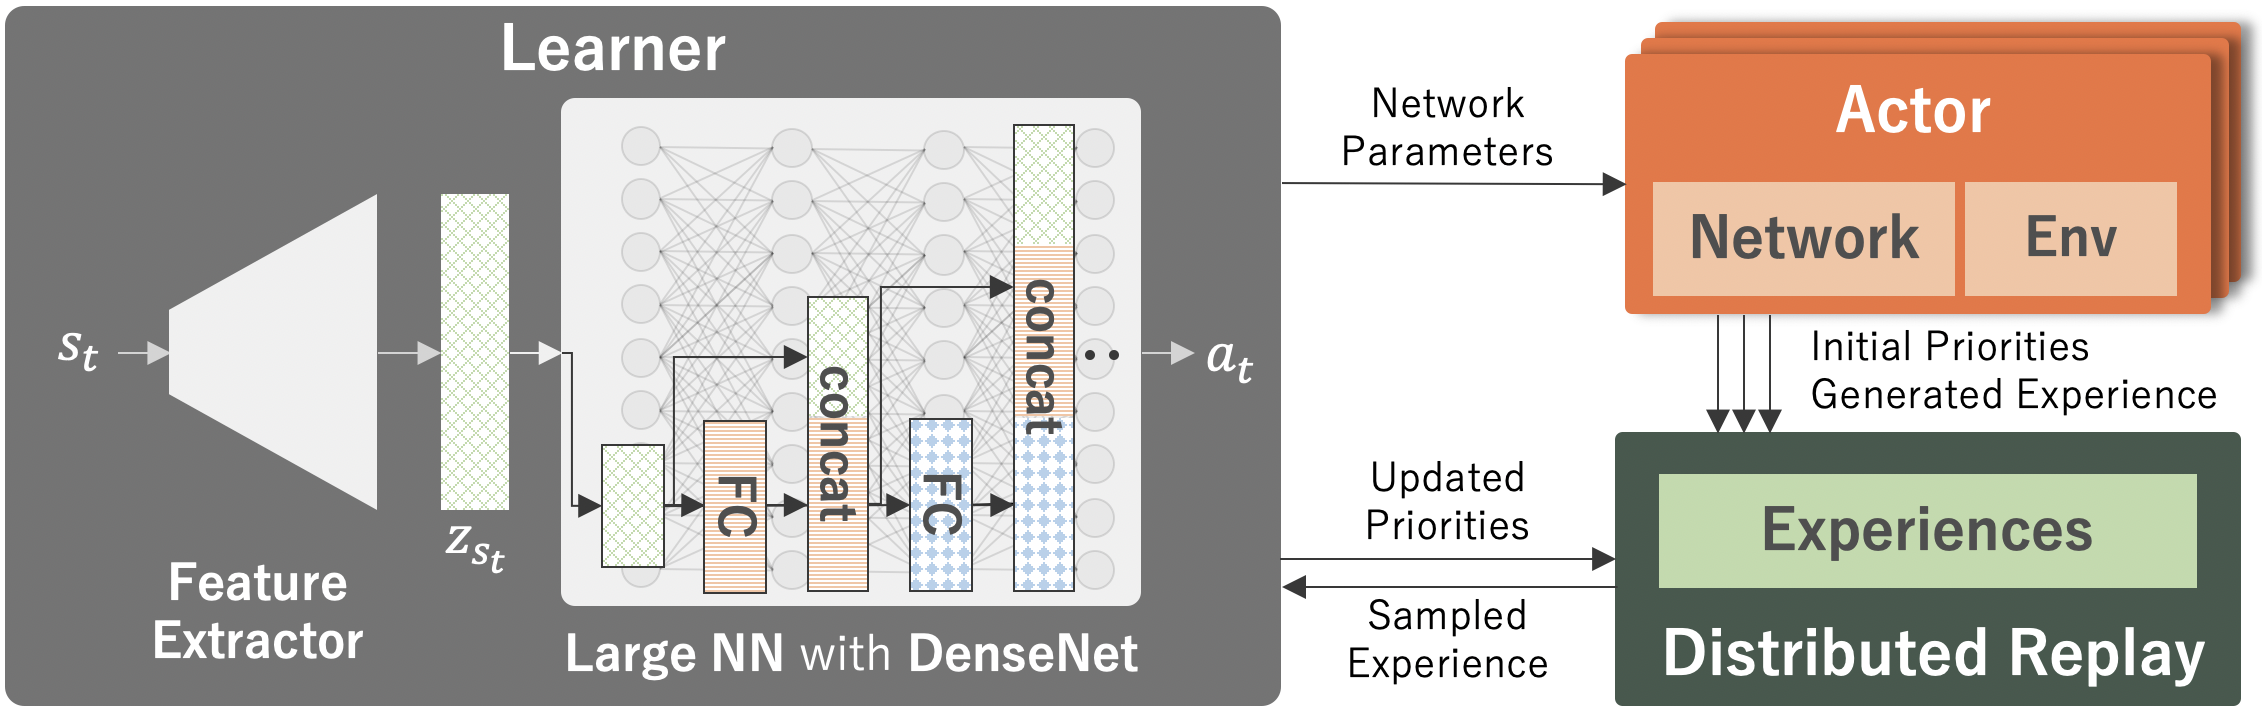 Learner
s_t
Feature
Extractor
z_{s_t}
FC
concat
FC
concat
a_t
Large NN with DenseNet
Network
Parameters
Actor
Network
Env
Initial Priorities
Generated Experience
Updated
Priorities
Sampled
Experience
Experiences
Distributed Replay